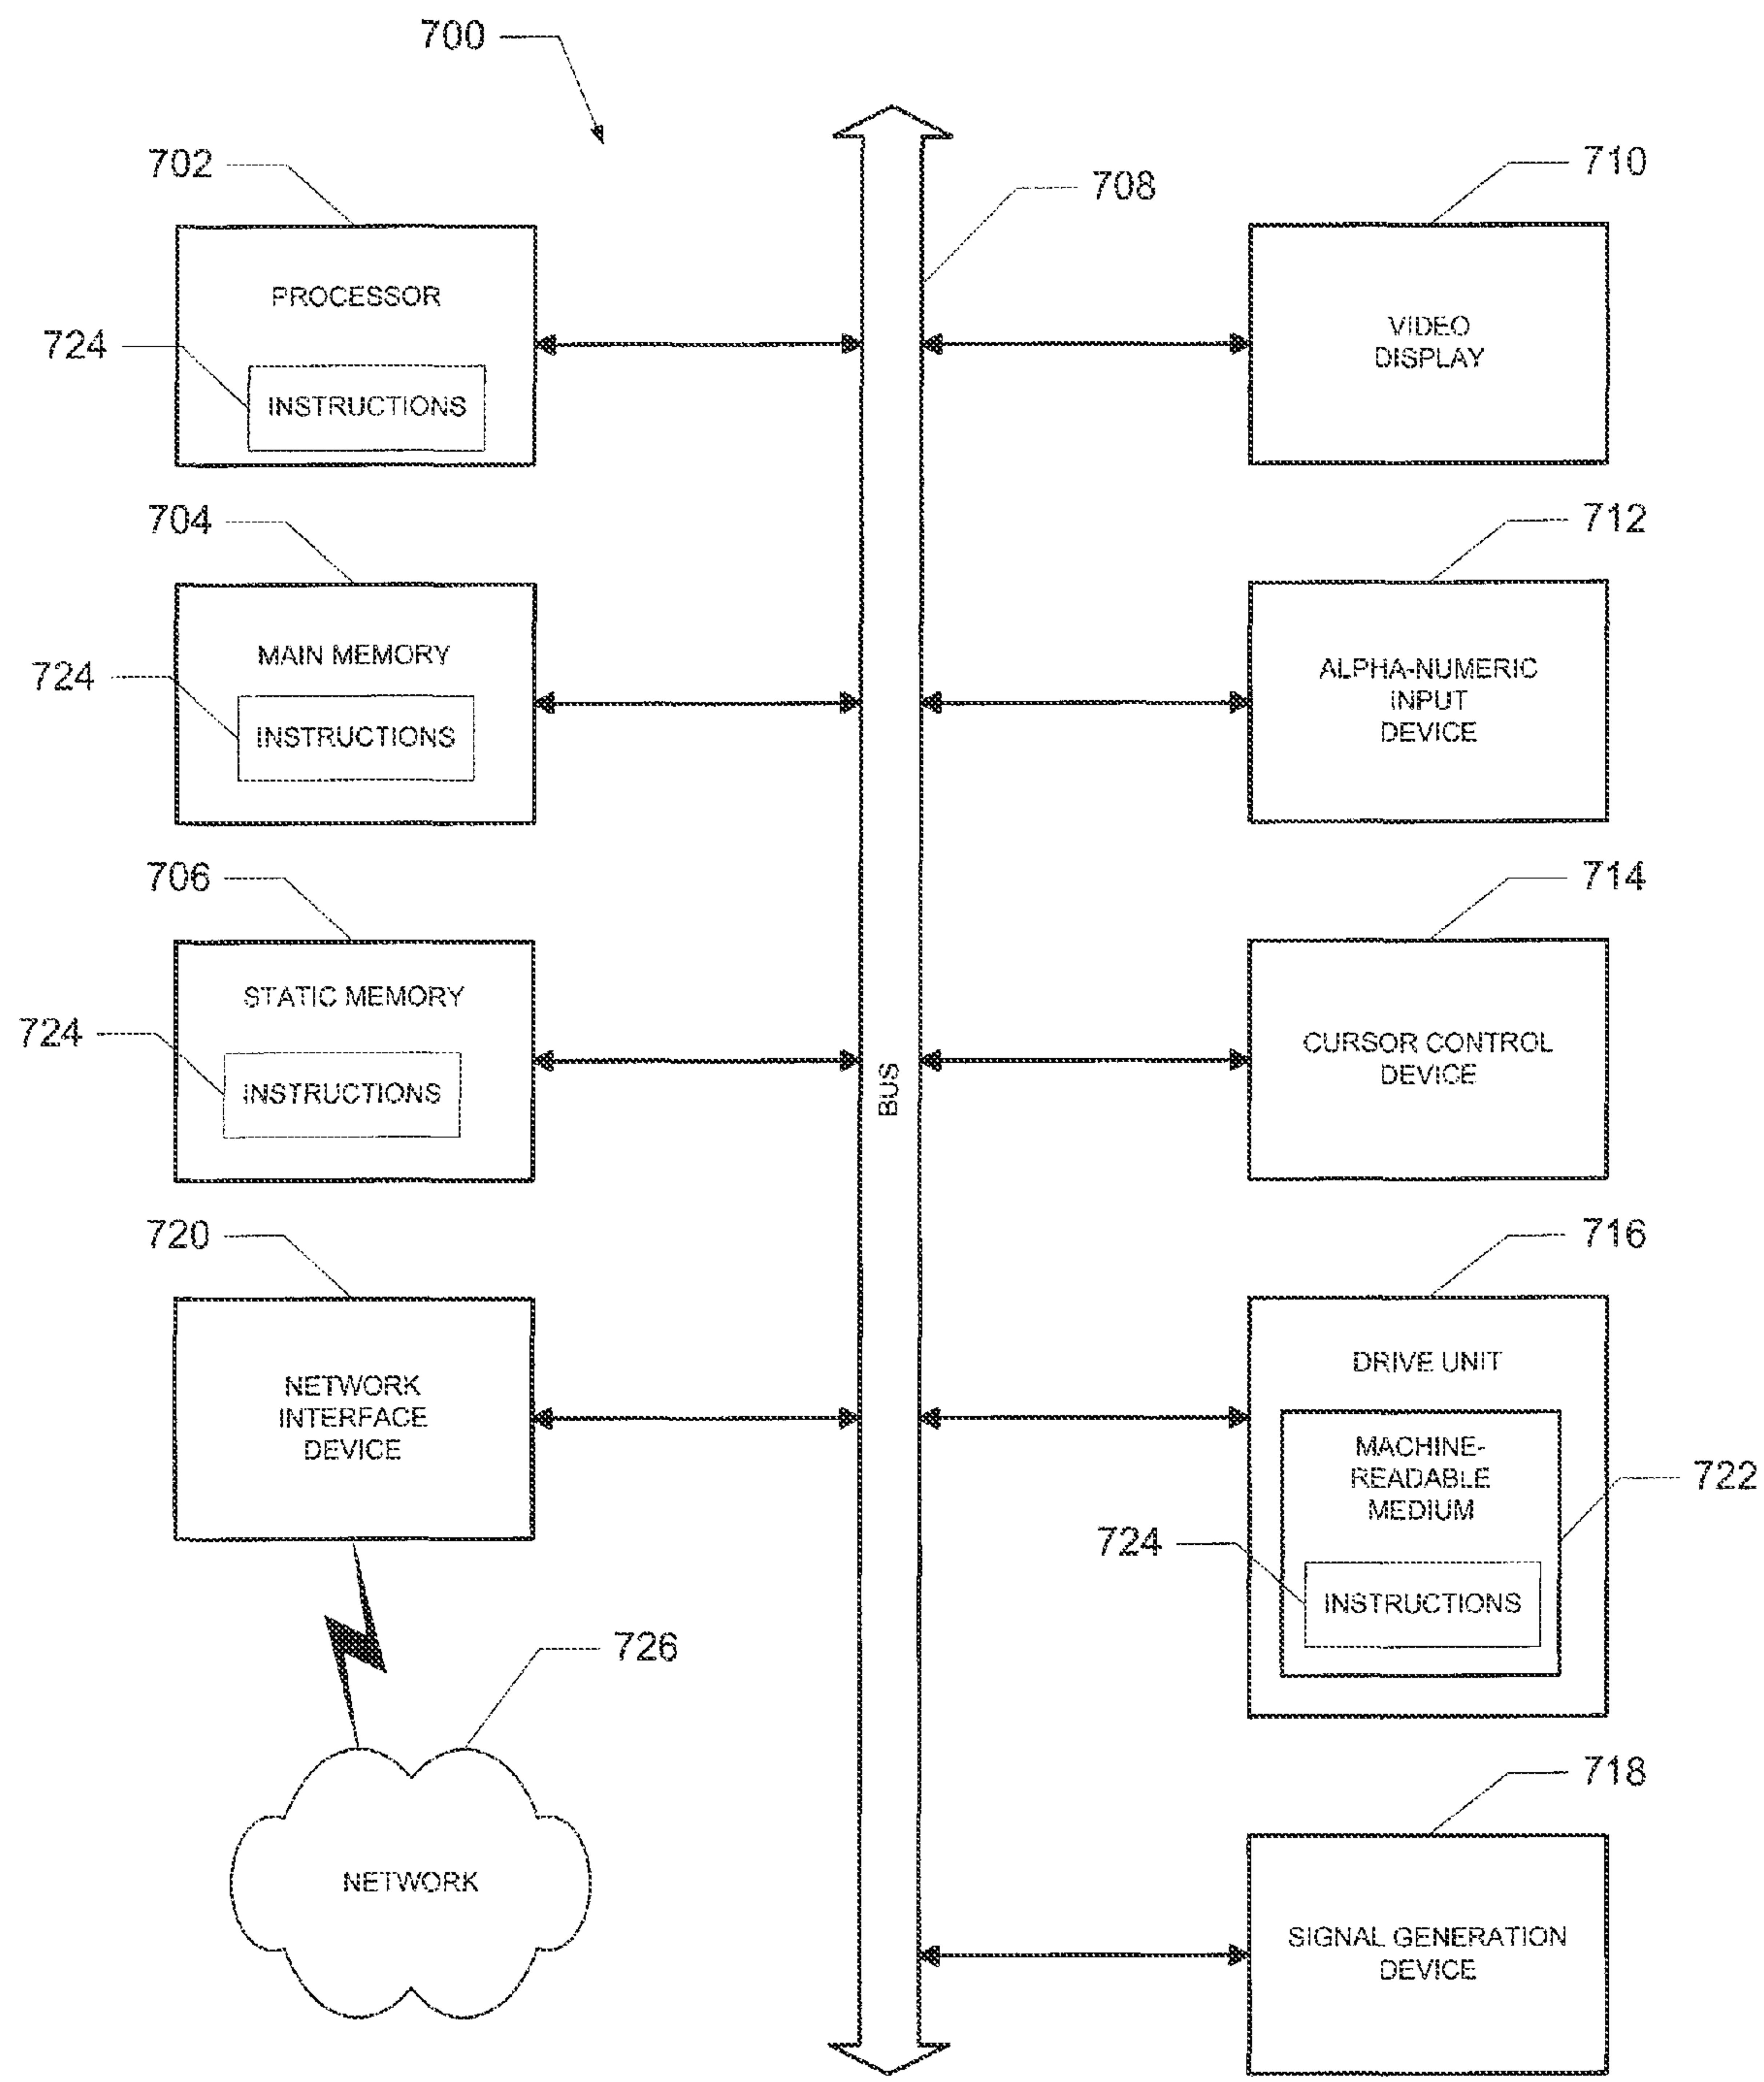 700
702
PROCESSOR
724
INSTRUCTIONS
704
MAIN MEMORY
724
INSTRUCTIONS
706
STATIC MEMORY
724
INSTRUCTIONS
720
NETWORK
INTERFACE
DEVICE
726
NETWORK
708
BUS
710
VIDEO
DISPLAY
712
ALPHA-NUMERIC
INPUT
DEVICE
714
CURSOR CONTROL
DEVICE
716
DRIVE UNIT
MACHINE-
READABLE
MEDIUM
722
724
INSTRUCTIONS
718
SIGNAL GENERATION
DEVICE